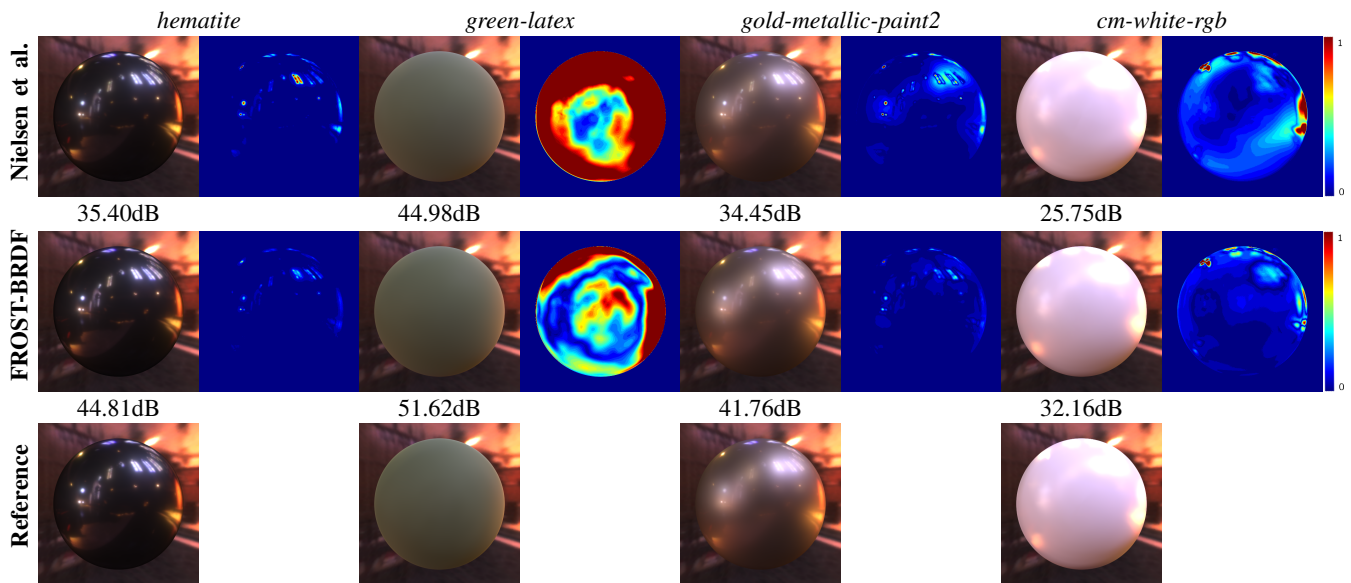 hematite green-latex gold-metallic-paint2 cm-white-rgb
Nielsen et al.
1
0
35.40dB 44.98dB 34.45dB 25.75dB
FROST-BRDF
1
0
44.81dB 51.62dB 41.76dB 32.16dB
Reference